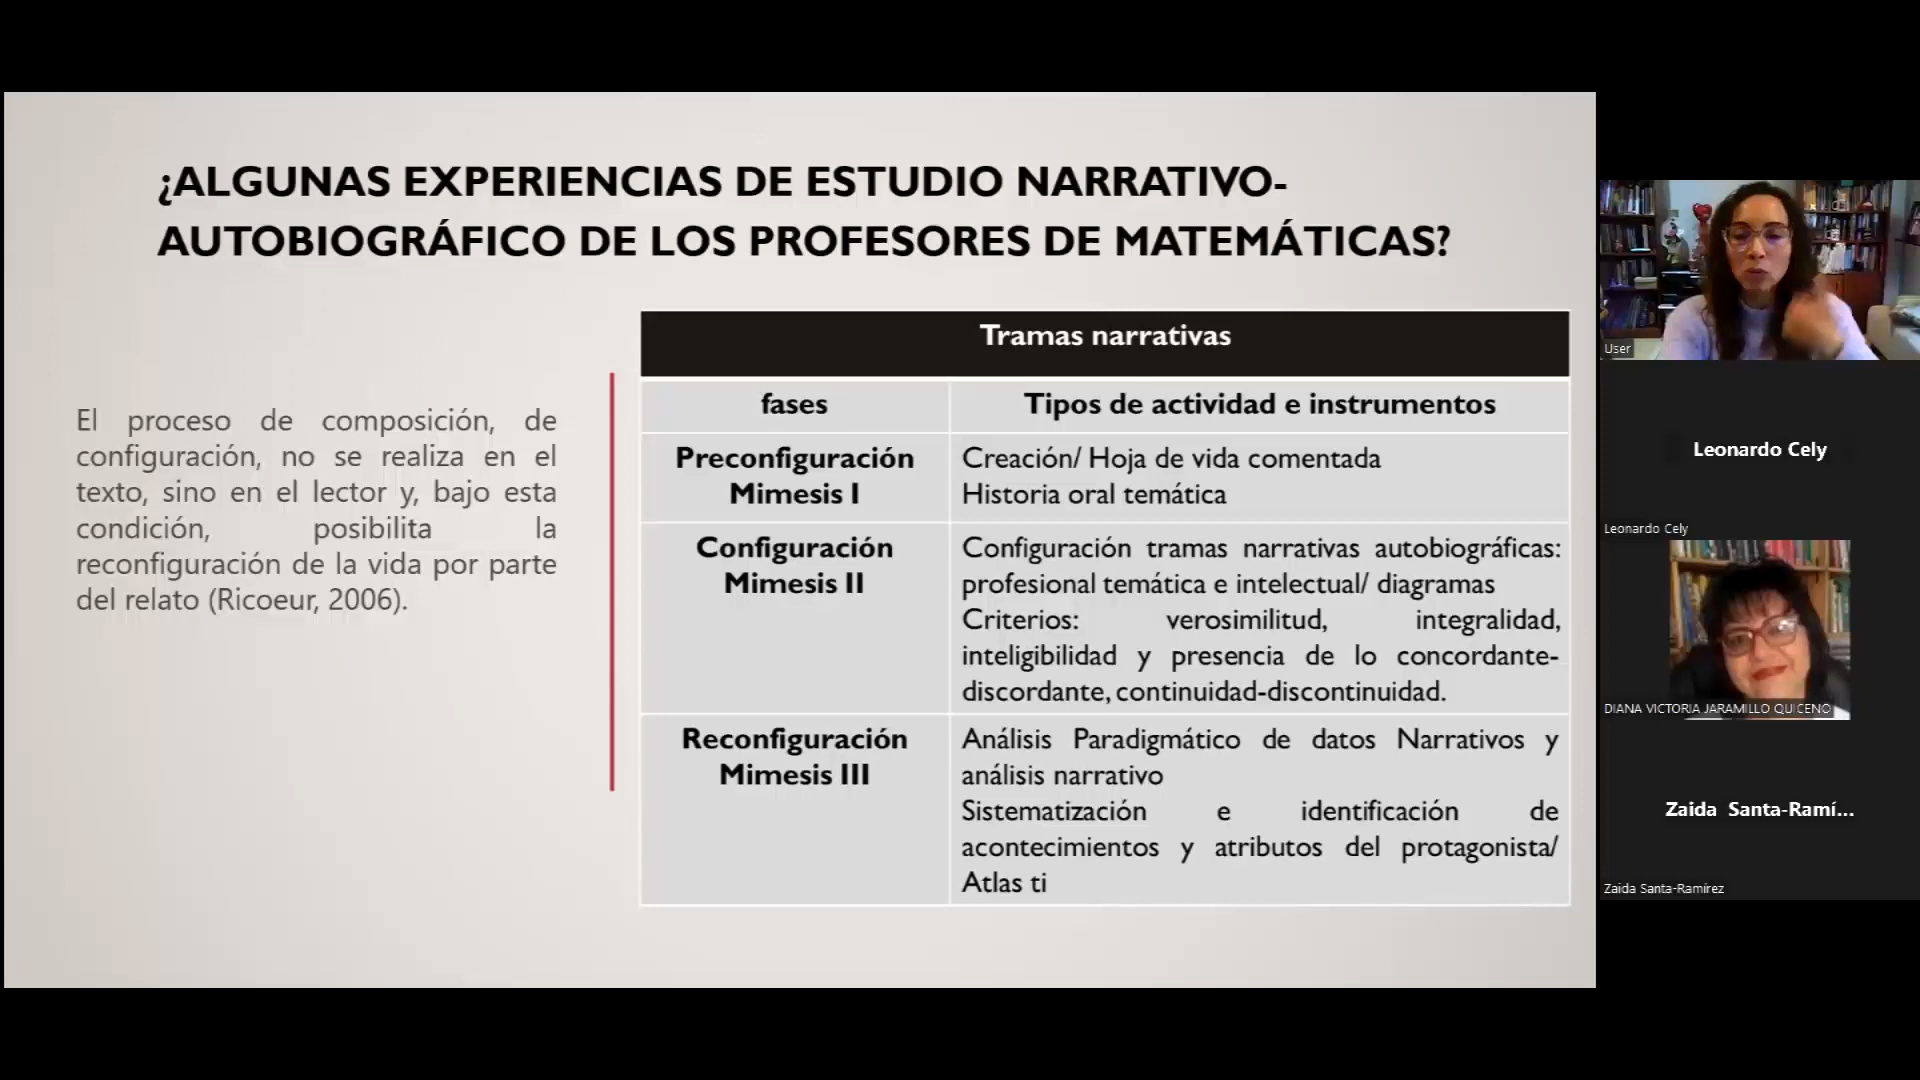 ¿ALGUNAS EXPERIENCIAS DE ESTUDIO NARRATIVO-
AUTOBIOGRÁFICO DE LOS PROFESORES DE MATEMÁTICAS?
El proceso de composición, de
configuración, no se realiza en el
texto, sino en el lector y, bajo esta
condición, posibilita la
reconfiguración de la vida por parte
del relato (Ricoeur, 2006).
Tramas narrativas
fases
Tipos de actividad e instrumentos
Preconfiguración
Mimesis I
Creación/ Hoja de vida comentada
Historia oral temática
Configuración
Mimesis II
Configuración tramas narrativas autobiográficas:
profesional temática e intelectual/ diagramas
Criterios: verosimilitud, integralidad,
inteligibilidad y presencia de lo concordante-
discordante, continuidad-discontinuidad.
Reconfiguración
Mimesis III
Análisis Paradigmático de datos Narrativos y
análisis narrativo
Sistematización e identificación de
acontecimientos y atributos del protagonista/
Atlas ti
User
Leonardo Cely
Leonardo Cely
DIANA VICTORIA JARAMILLO QUICENO
Zaida Santa-Ramí...
Zaida Santa-Ramírez